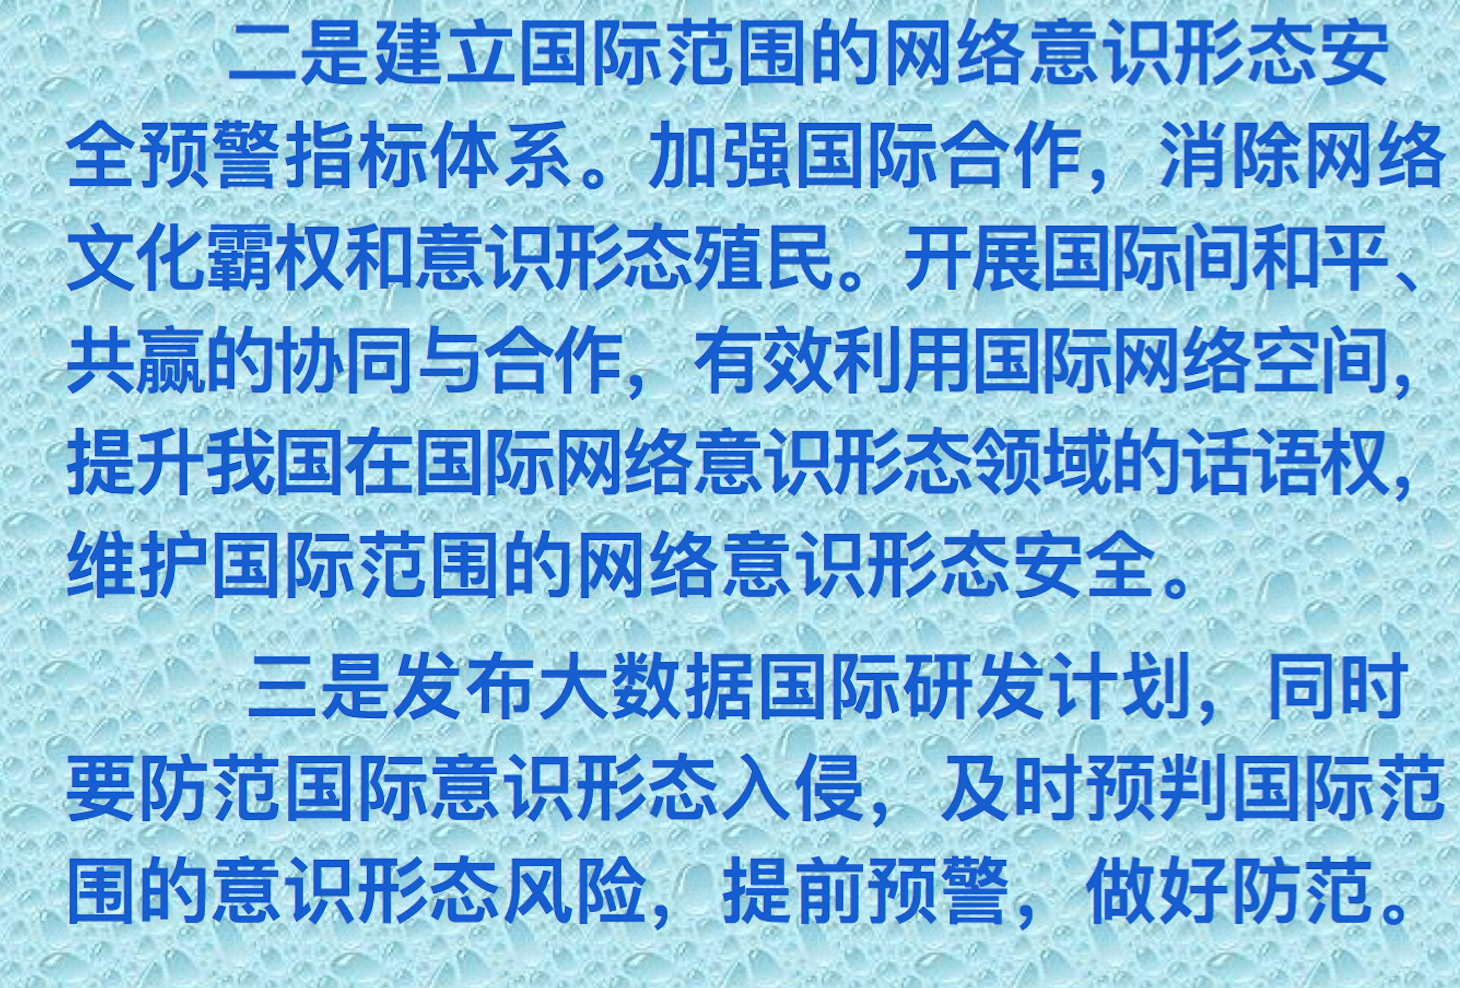 二是建立国际范围的网络意识形态安
全预警指标体系。加强国际合作，消除网络
文化霸权和意识形态殖民。开展国际间和平、
共赢的协同与合作，有效利用国际网络空间，
提升我国在国际网络意识形态领域的话语权，
维护国际范围的网络意识形态安全。
三是发布大数据国际研发计划，同时
要防范国际意识形态入侵，及时预判国际范
围的意识形态风险，提前预警，做好防范。